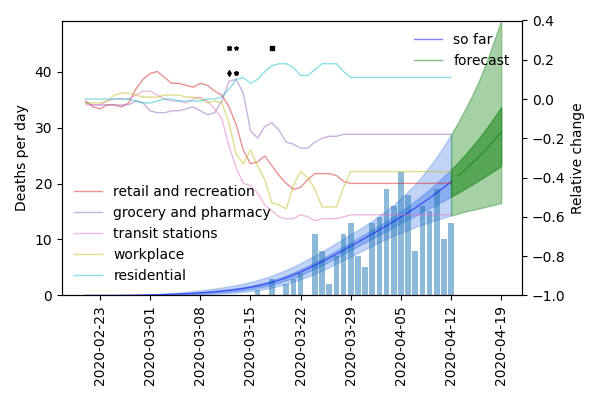 so far
forecast
retail and recreation
grocery and pharmacy
transit stations
workplace
residential
Deaths per day
0
10
20
30
40
Relative change
0.4
0.2
0.0
−0.2
−0.4
−0.6
−0.8
−1.0
2020-02-23
2020-03-01
2020-03-08
2020-03-15
2020-03-22
2020-03-29
2020-04-05
2020-04-12
2020-04-19